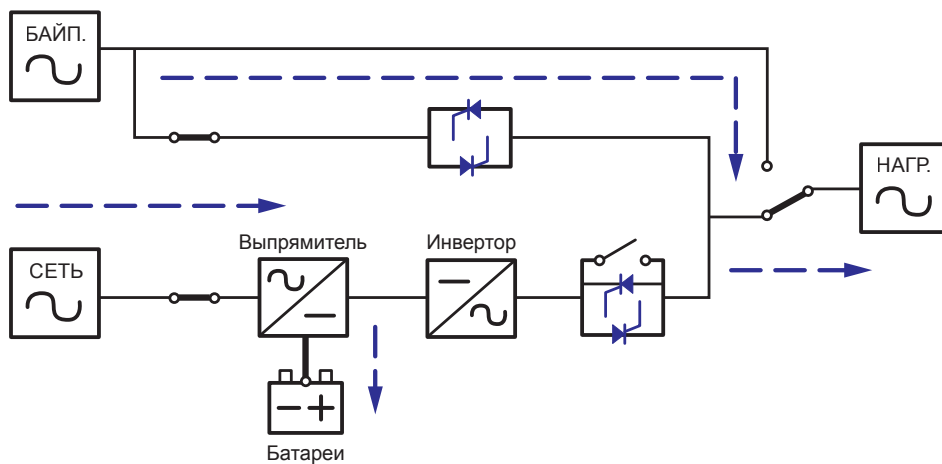 БАЙП.
НАГР.
СЕТЬ
Выпрямитель
Инвертор
Батареи